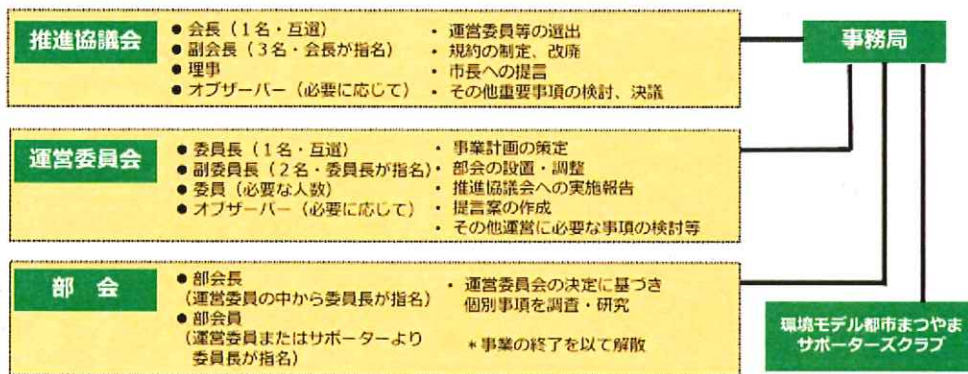 推進協議会
● 会長（1名・互選）
● 副会長（3名・会長が指名）
● 理事
● オブザーバー（必要に応じて）
・ 運営委員等の選出
・ 規約の制定、改廃
・ 市長への提言
・ その他重要事項の検討、決議
事務局
運営委員会
● 委員長（1名・互選）
● 副委員長（2名・委員長が指名）
● 委員（必要な人数）
● オブザーバー（必要に応じて）
・ 事業計画の策定
・ 部会の設置・調整
・ 推進協議会への実施報告
・ 提言案の作成
・ その他運営に必要な事項の検討等
部　会
● 部会長
（運営委員の中から委員長が指名）
● 部会員
（運営委員またはサポーターより
委員長が指名）
・ 運営委員会の決定に基づき
個別事項を調査・研究
＊事業の終了を以て解散
環境モデル都市まつやま
サポーターズクラブ